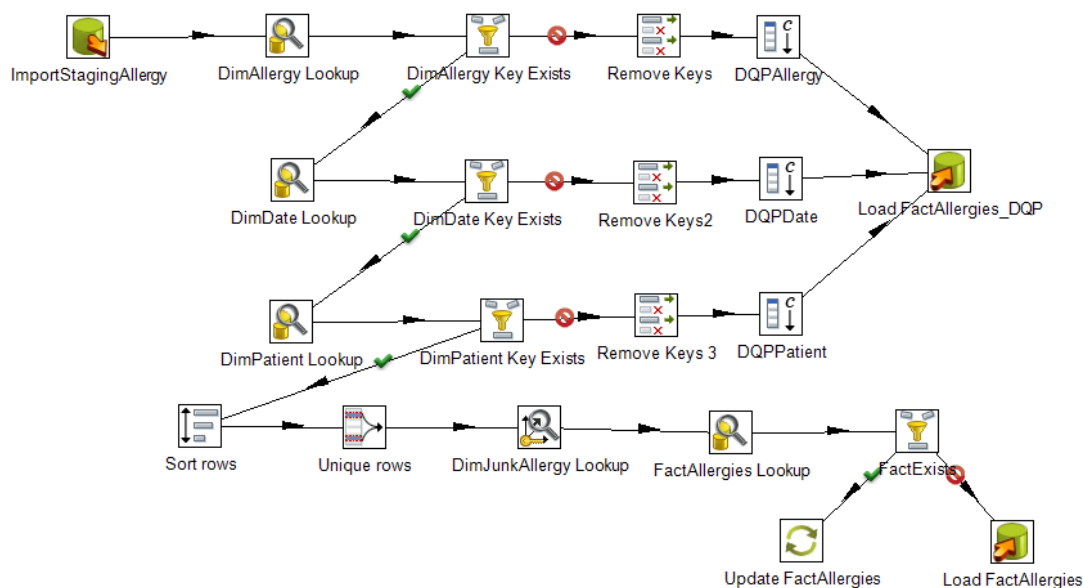 ImportStagingAllergy
DimAllergy Lookup
DimAllergy Key Exists
Remove Keys
DQPAllergy
DimDate Lookup
DimDate Key Exists
Remove Keys2
DQPDate
Load FactAllergies_DQP
DimPatient Lookup
DimPatient Key Exists
Remove Keys 3
DQPPatient
Sort rows
Unique rows
DimJunkAllergy Lookup
FactAllergies Lookup
FactExists
Update FactAllergies
Load FactAllergies